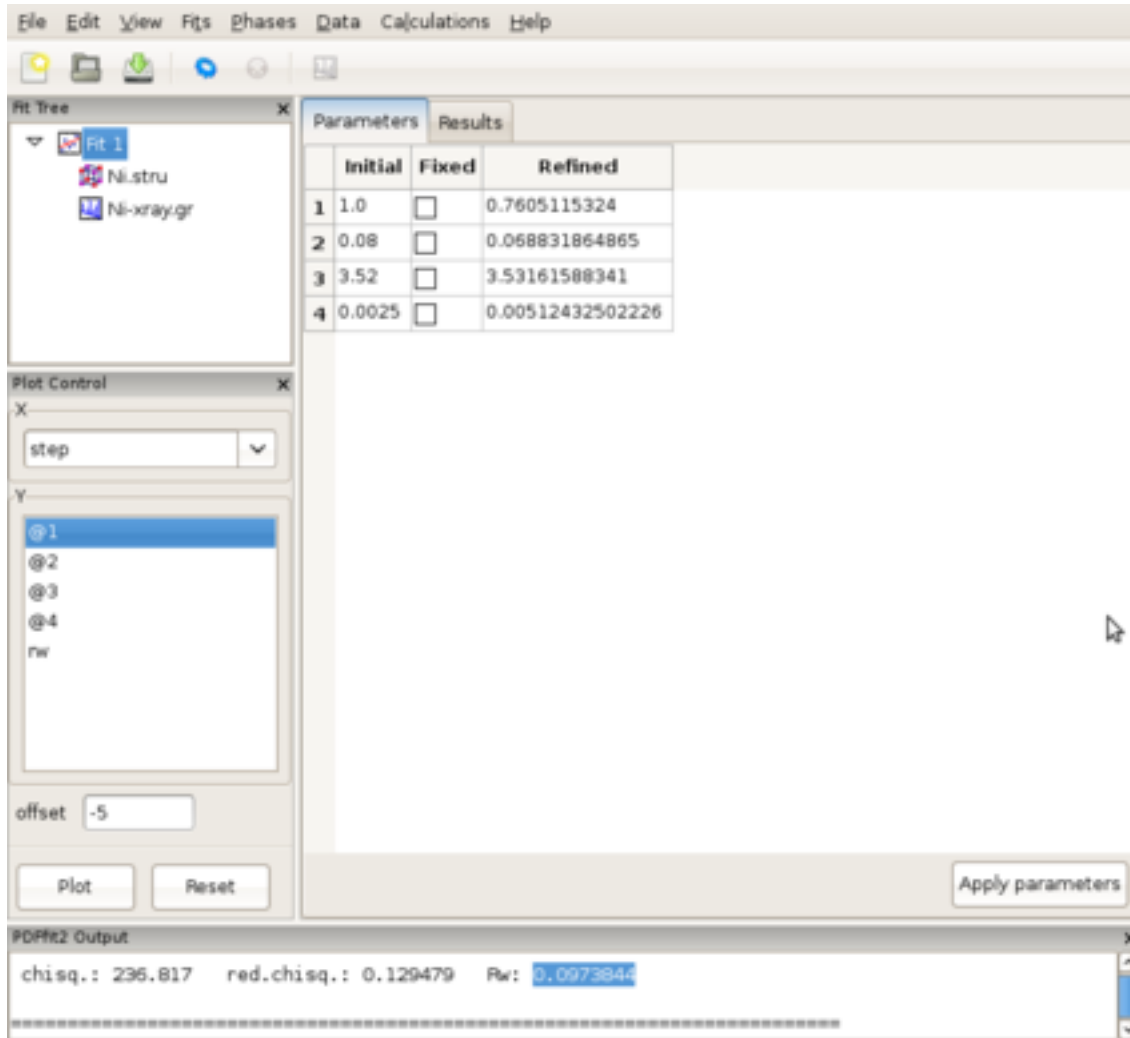 File Edit View Fits Phases Data Calculations Help
Fit Tree
Fit 1
Ni.stru
Ni-xray.gr
Parameters Results
Initial Fixed Refined
1 1.0 0.7605115324
2 0.08 0.068831864865
3 3.52 3.53161588341
4 0.0025 0.00512432502226
Plot Control
X
step
Y
@1
@2
@3
@4
rw
offset -5
Plot Reset
Apply parameters
PDFfit2 Output
chisq.: 236.817 red.chisq.: 0.129479 Rw: 0.0973844
==========================================================================